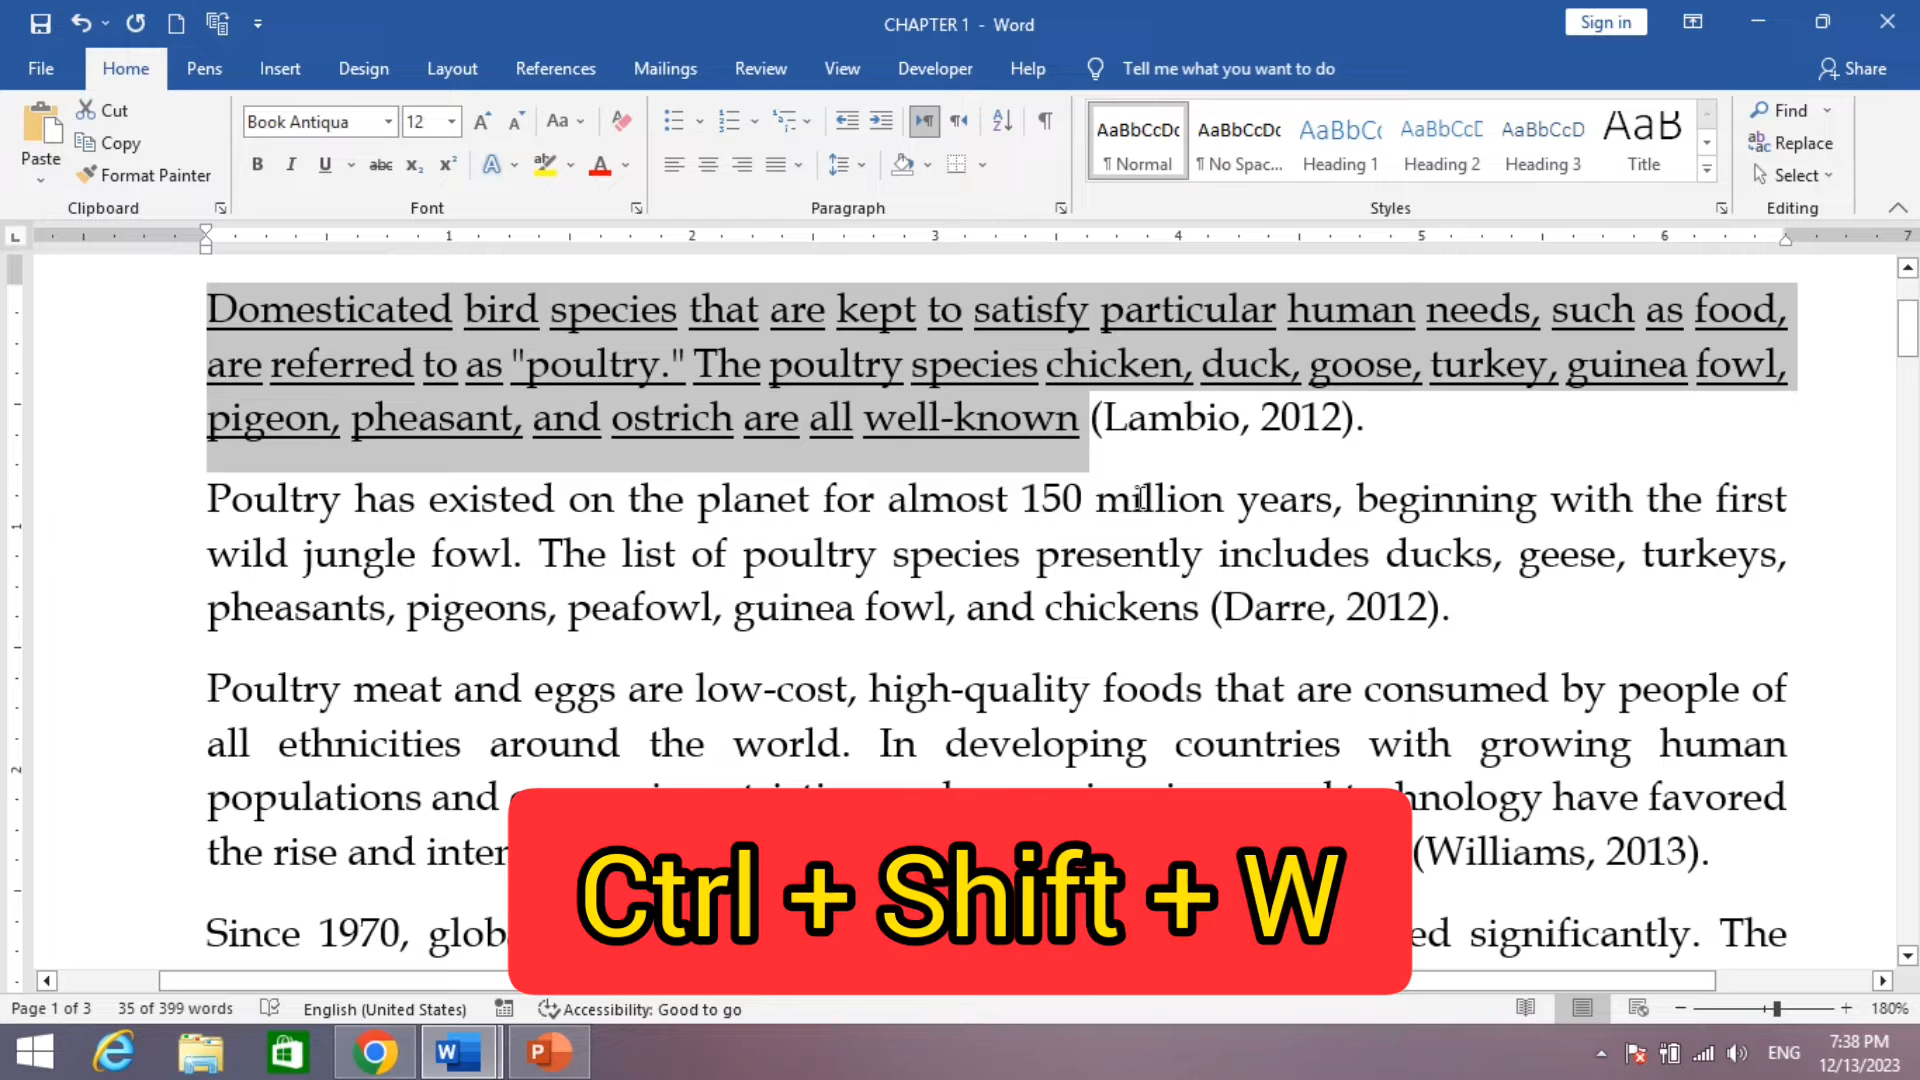 CHAPTER 1 - Word
Sign in
File Home Pens Insert Design Layout References Mailings Review View Developer Help Tell me what you want to do Share
Paste
Cut
Copy
Format Painter
Clipboard
Book Antiqua 12
Font
Paragraph
AaBbCcDc AaBbCcDc AaBbC AaBbCcE AaBbCcD AaB
¶ Normal ¶ No Spac... Heading 1 Heading 2 Heading 3 Title
Styles
Find
Replace
Select
Editing
1 2 3 4 5 6 7
Domesticated bird species that are kept to satisfy particular human needs, such as food,
are referred to as "poultry." The poultry species chicken, duck, goose, turkey, guinea fowl,
pigeon, pheasant, and ostrich are all well-known (Lambio, 2012).
Poultry has existed on the planet for almost 150 million years, beginning with the first
wild jungle fowl. The list of poultry species presently includes ducks, geese, turkeys,
pheasants, pigeons, peafowl, guinea fowl, and chickens (Darre, 2012).
Poultry meat and eggs are low-cost, high-quality foods that are consumed by people of
all ethnicities around the world. In developing countries with growing human
populations and have favored
the rise and (Williams, 2013).
Since 1970, significantly. The
Ctrl + Shift + W
Page 1 of 3 35 of 399 words English (United States) Accessibility: Good to go 180%
ENG
7:38 PM
12/13/2023